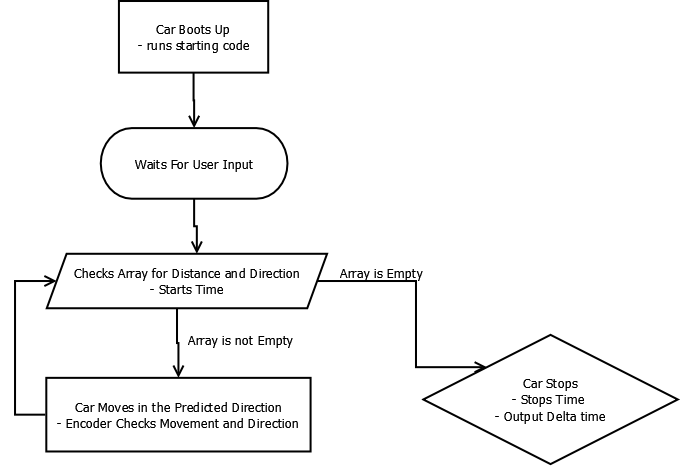 Car Boots Up
- runs starting code
Waits For User Input
Checks Array for Distance and Direction
- Starts Time
Array is Empty
Array is not Empty
Car Moves in the Predicted Direction
- Encoder Checks Movement and Direction
Car Stops
- Stops Time
- Output Delta time